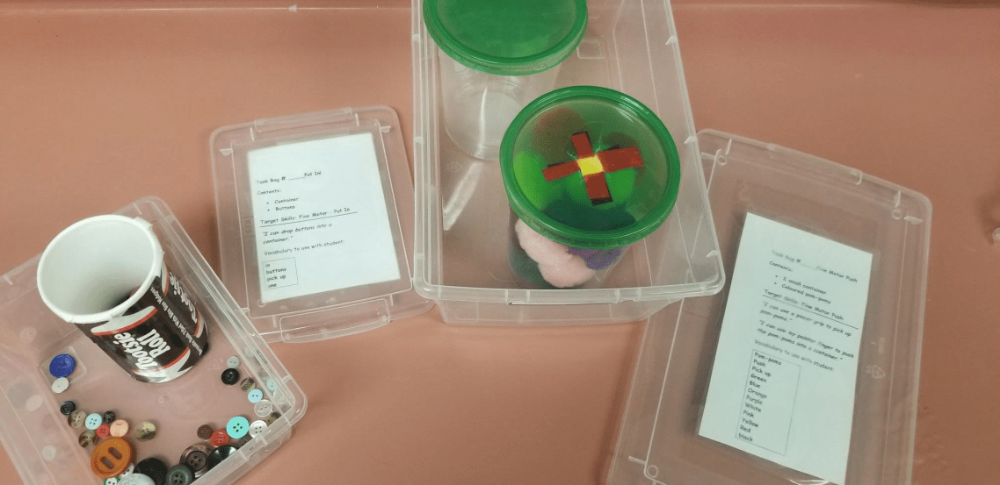 Task Bag # ______Put In!
Contents:
• Container
• Buttons
Target Skills: Fine Motor - Put In
"I can drop buttons into a
container."
Vocabulary to use with student:
in
buttons
pick up
one
Tootsie
Roll
Tootsie
Task Bag # ______Fine Motor Push
Contents:
• 2 small container
• Coloured pom-poms
Target Skills: Fine Motor Push
"I can use a pincer grip to pick up
pom-poms."
"I can use my pointer finger to push
the pom-poms into a container."
Vocabulary to use with student:
Pom-poms
Push
Pick up
Green
Blue
Orange
Purple
White
Pink
Yellow
Red
black